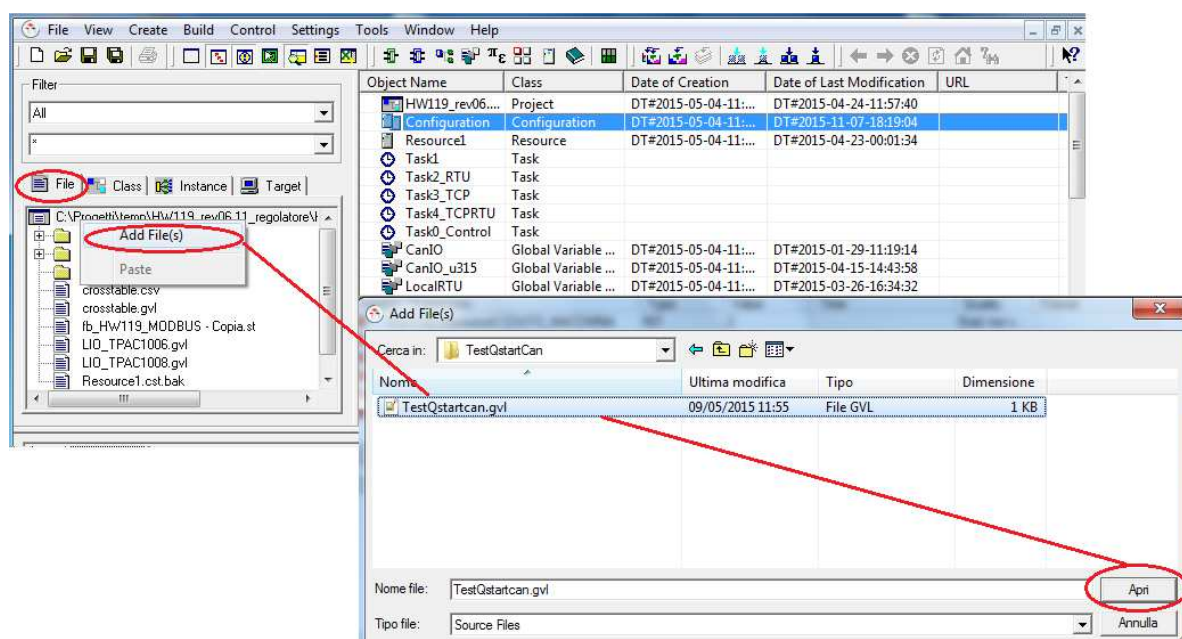 File View Create Build Control Settings Tools Window Help
Filter
All
*
File Class Instance Target
C:\Progetti\temp\HW119_rev06.11_regolatore\
Add File(s)
Paste
crosstable.csv
crosstable.gvl
fb_HW119_MODBUS - Copia.st
LIO_TPAC1006.gvl
LIO_TPAC1008.gvl
Resource1.cst.bak
Object Name Class Date of Creation Date of Last Modification URL
HW119_rev06.... Project DT#2015-05-04-11:... DT#2015-04-24-11:57:40
Configuration Configuration DT#2015-05-04-11:... DT#2015-11-07-18:19:04
Resource1 Resource DT#2015-05-04-11:... DT#2015-04-23-00:01:34
Task1 Task
Task2_RTU Task
Task3_TCP Task
Task4_TCPRTU Task
Task0_Control Task
CanIO Global Variable ... DT#2015-05-04-11:... DT#2015-01-29-11:19:14
CanIO_u315 Global Variable ... DT#2015-05-04-11:... DT#2015-04-15-14:43:58
LocalRTU Global Variable ... DT#2015-05-04-11:... DT#2015-03-26-16:34:32
Add File(s)
Cerca in: TestQstartCan
Nome Ultima modifica Tipo Dimensione
TestQstartcan.gvl 09/05/2015 11:55 File GVL 1 KB
Nome file: TestQstartcan.gvl Apri
Tipo file: Source Files Annulla